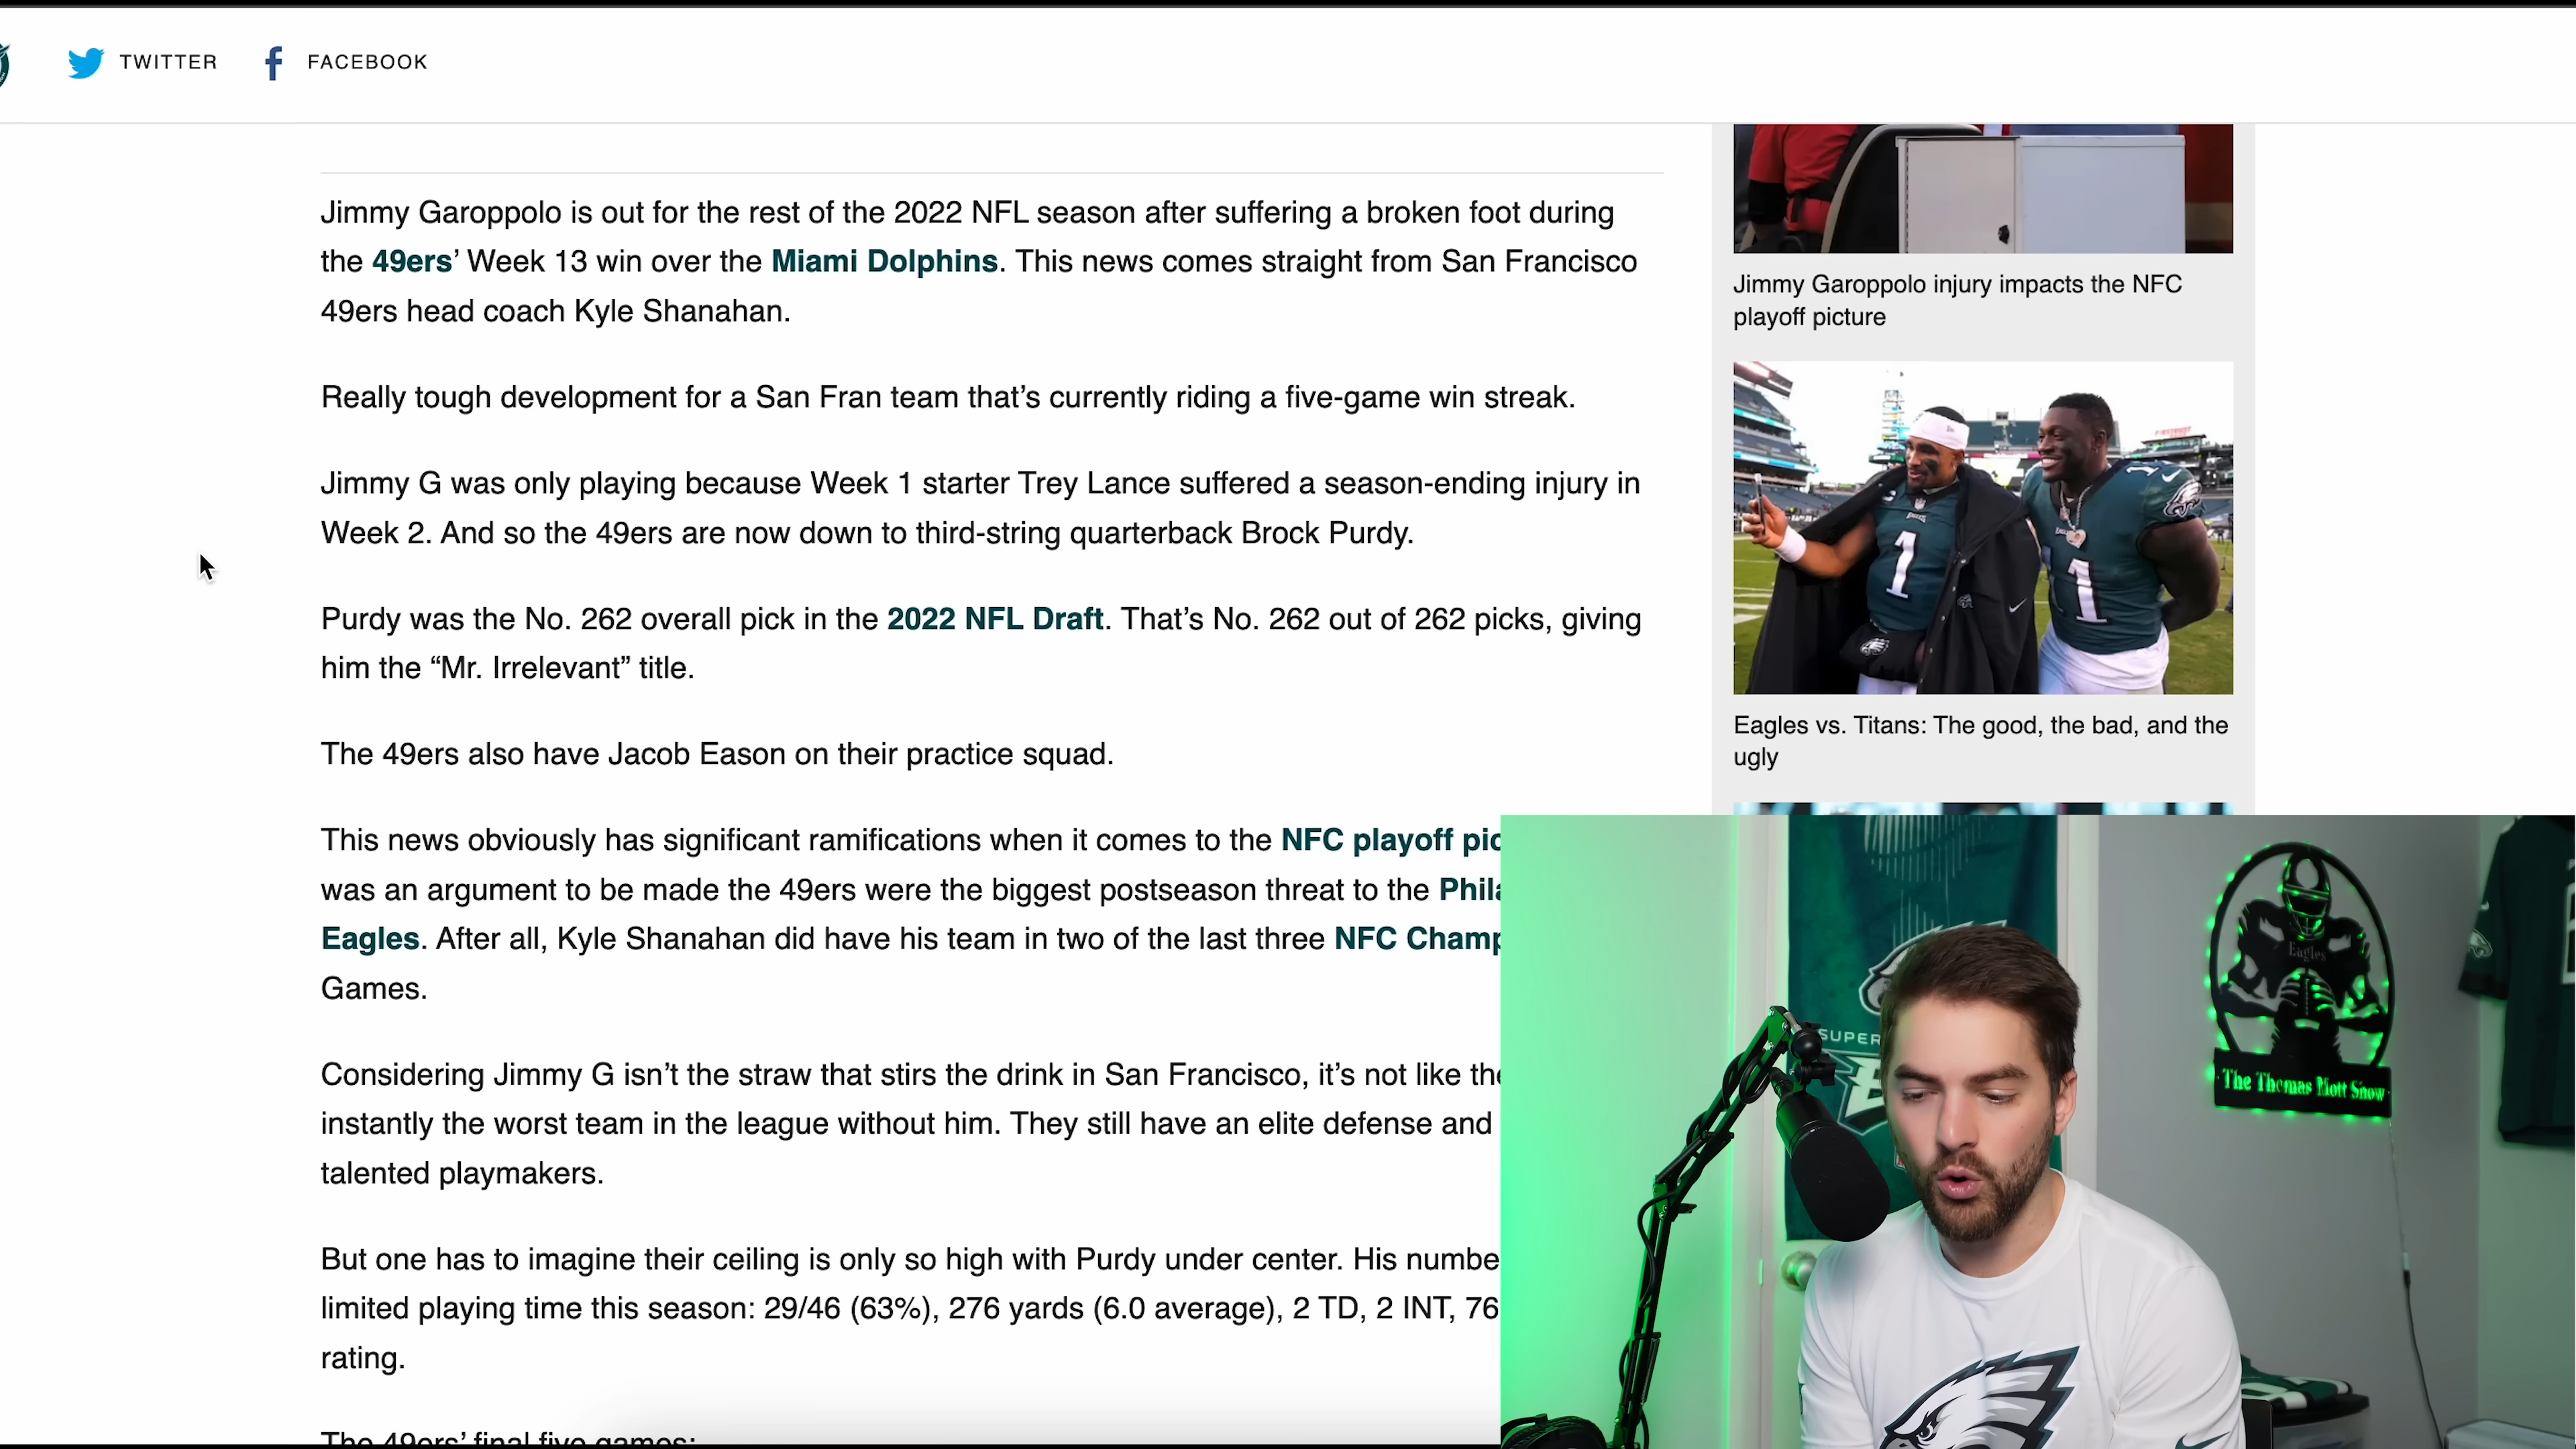 TWITTER FACEBOOK
Jimmy Garoppolo is out for the rest of the 2022 NFL season after suffering a broken foot during
the 49ers’ Week 13 win over the Miami Dolphins. This news comes straight from San Francisco
49ers head coach Kyle Shanahan.
Really tough development for a San Fran team that’s currently riding a five-game win streak.
Jimmy G was only playing because Week 1 starter Trey Lance suffered a season-ending injury in
Week 2. And so the 49ers are now down to third-string quarterback Brock Purdy.
Purdy was the No. 262 overall pick in the 2022 NFL Draft. That’s No. 262 out of 262 picks, giving
him the “Mr. Irrelevant” title.
The 49ers also have Jacob Eason on their practice squad.
This news obviously has significant ramifications when it comes to the NFC playoff pic
was an argument to be made the 49ers were the biggest postseason threat to the Phila
Eagles. After all, Kyle Shanahan did have his team in two of the last three NFC Champ
Games.
Considering Jimmy G isn’t the straw that stirs the drink in San Francisco, it’s not like the
instantly the worst team in the league without him. They still have an elite defense and
talented playmakers.
But one has to imagine their ceiling is only so high with Purdy under center. His numbe
limited playing time this season: 29/46 (63%), 276 yards (6.0 average), 2 TD, 2 INT, 76
rating.
The 49ers’ final five games:
Jimmy Garoppolo injury impacts the NFC
playoff picture
1
11
Eagles vs. Titans: The good, the bad, and the
ugly
SUPER
Eagles
The Thomas Mott Show